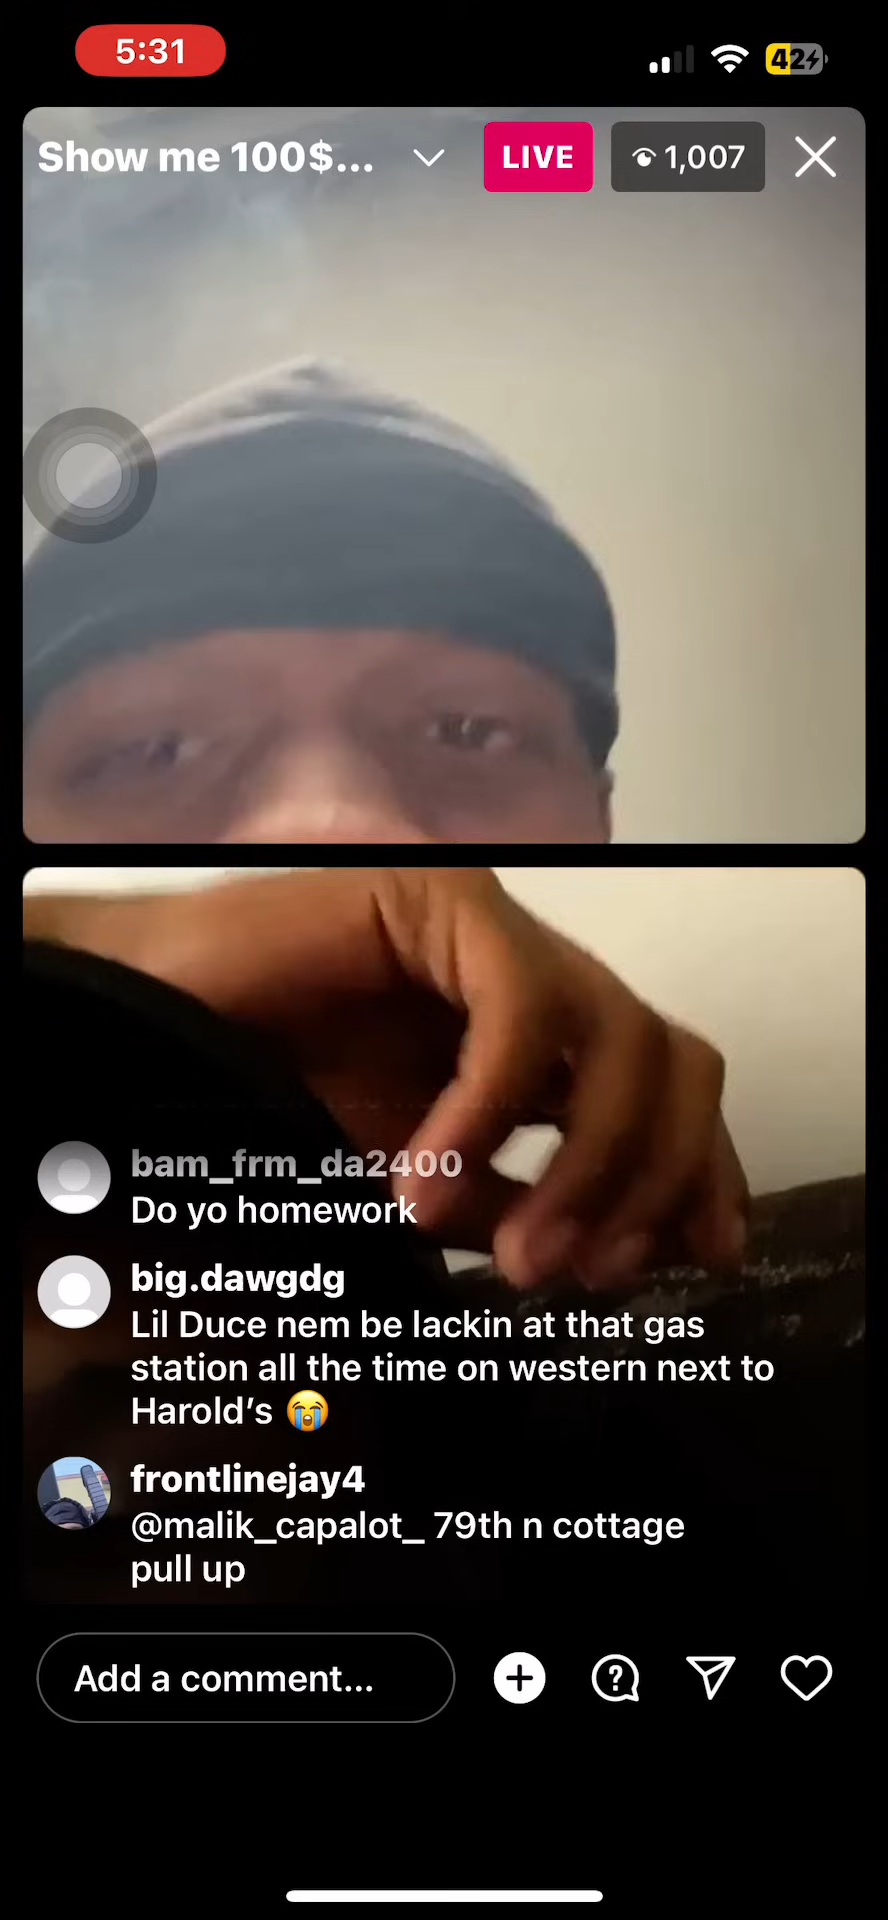 5:31
42
Show me 100$...
LIVE
1,007
bam_frm_da2400
Do yo homework
big.dawgdg
Lil Duce nem be lackin at that gas
station all the time on western next to
Harold's 😭
frontlinejay4
@malik_capalot_ 79th n cottage
pull up
Add a comment...